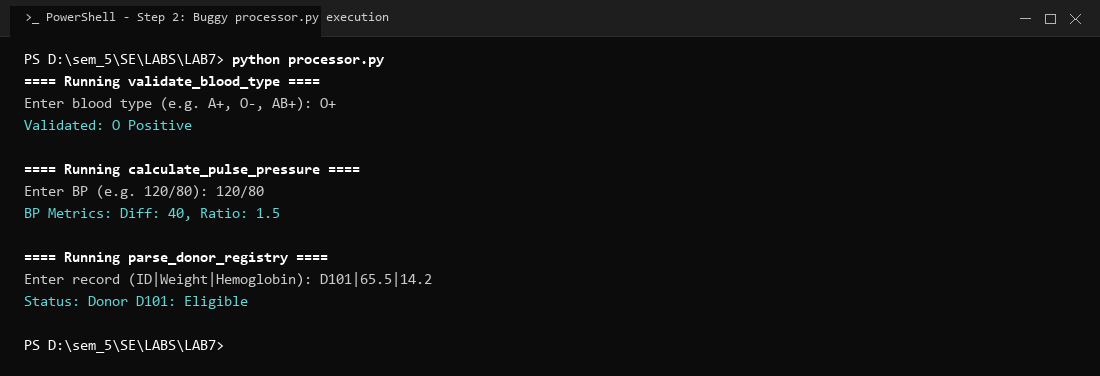 >_ PowerShell - Step 2: Buggy processor.py execution
PS D:\sem_5\SE\LABS\LAB7> python processor.py
==== Running validate_blood_type ====
Enter blood type (e.g. A+, O-, AB+): O+
Validated: O Positive
==== Running calculate_pulse_pressure ====
Enter BP (e.g. 120/80): 120/80
BP Metrics: Diff: 40, Ratio: 1.5
==== Running parse_donor_registry ====
Enter record (ID|Weight|Hemoglobin): D101|65.5|14.2
Status: Donor D101: Eligible
PS D:\sem_5\SE\LABS\LAB7>